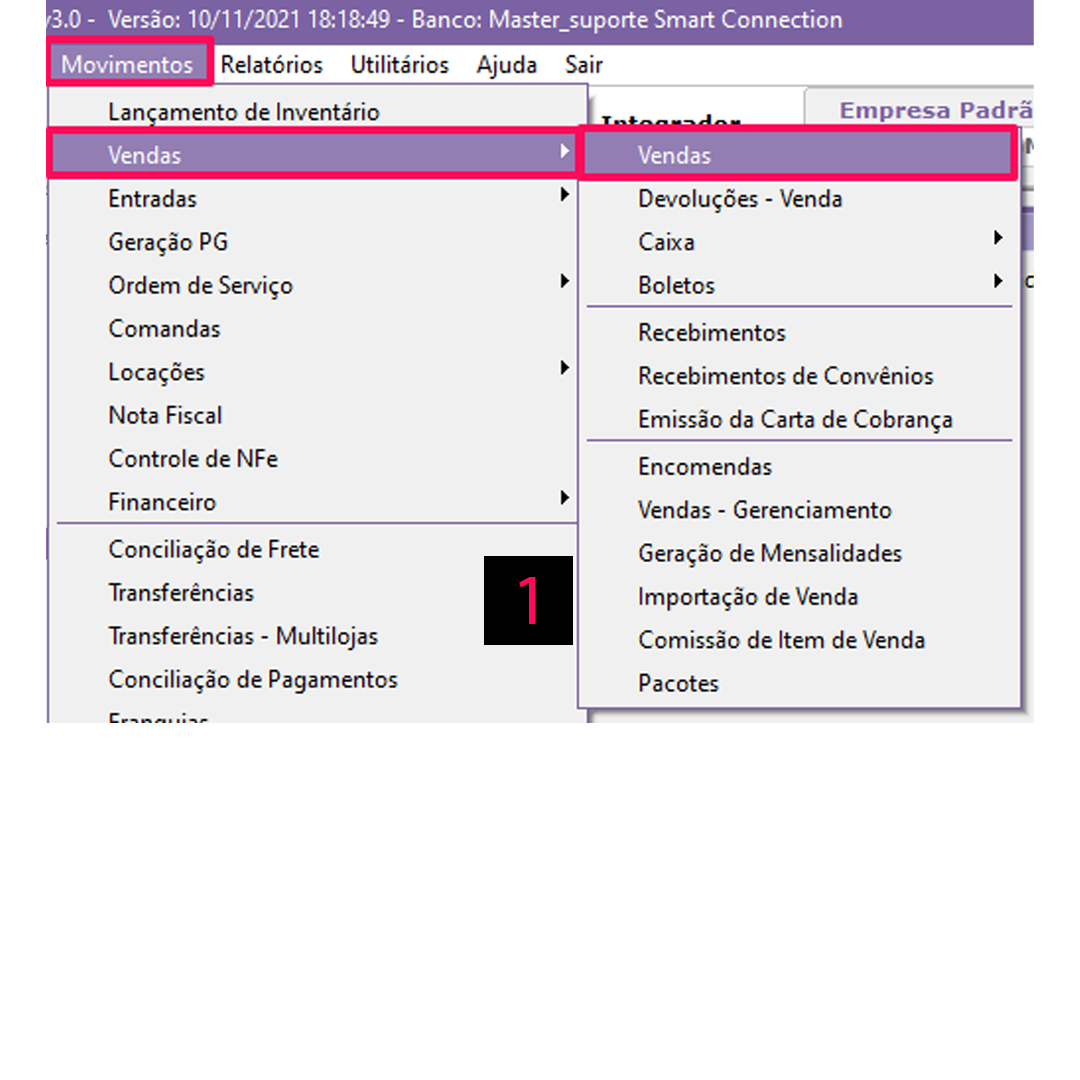 v3.0 - Versão: 10/11/2021 18:18:49 - Banco: Master_suporte Smart Connection
Movimentos Relatórios Utilitários Ajuda Sair
Lançamento de Inventário
Vendas
Entradas
Geração PG
Ordem de Serviço
Comandas
Locações
Nota Fiscal
Controle de NFe
Financeiro
Conciliação de Frete
Transferências
Transferências - Multilojas
Conciliação de Pagamentos
Franquias
Integrador
Empresa Padrã
Vendas
Devoluções - Venda
Caixa
Boletos
Recebimentos
Recebimentos de Convênios
Emissão da Carta de Cobrança
Encomendas
Vendas - Gerenciamento
Geração de Mensalidades
Importação de Venda
Comissão de Item de Venda
Pacotes
1